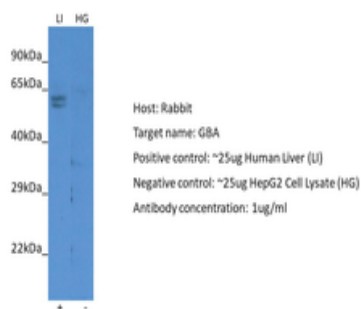 LI HG
90kDa
65kDa
40kDa
29kDa
22kDa
+ -
Host: Rabbit
Target name: GBA
Positive control: ~25ug Human Liver (LI)
Negative control: ~25ug HepG2 Cell Lysate (HG)
Antibody concentration: 1ug/ml